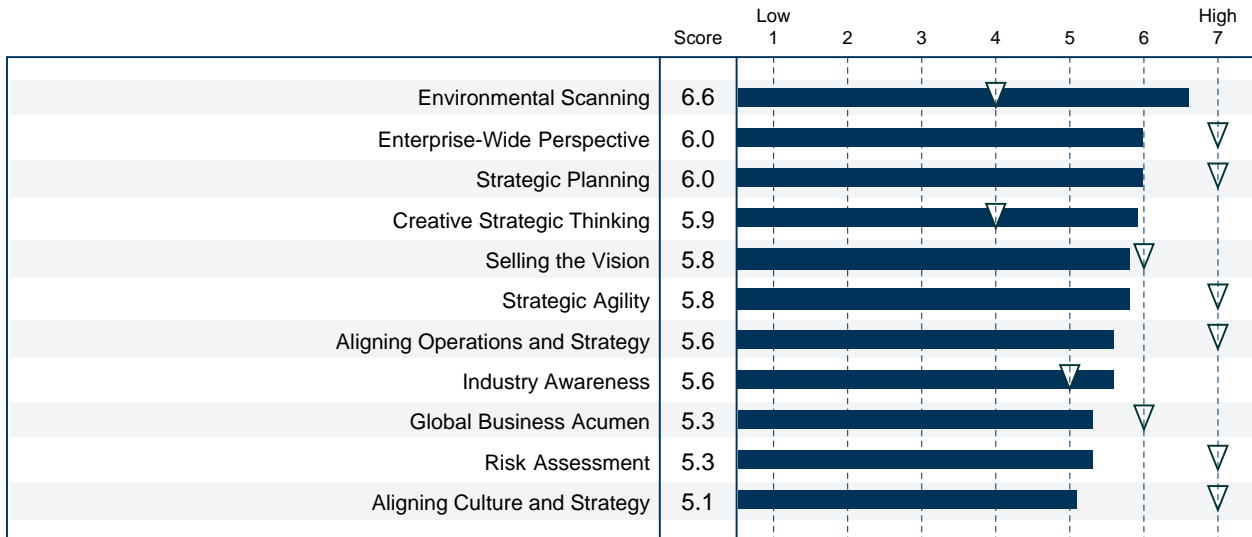 Low High
Score 1 2 3 4 5 6 7
Environmental Scanning 6.6
Enterprise-Wide Perspective 6.0
Strategic Planning 6.0
Creative Strategic Thinking 5.9
Selling the Vision 5.8
Strategic Agility 5.8
Aligning Operations and Strategy 5.6
Industry Awareness 5.6
Global Business Acumen 5.3
Risk Assessment 5.3
Aligning Culture and Strategy 5.1